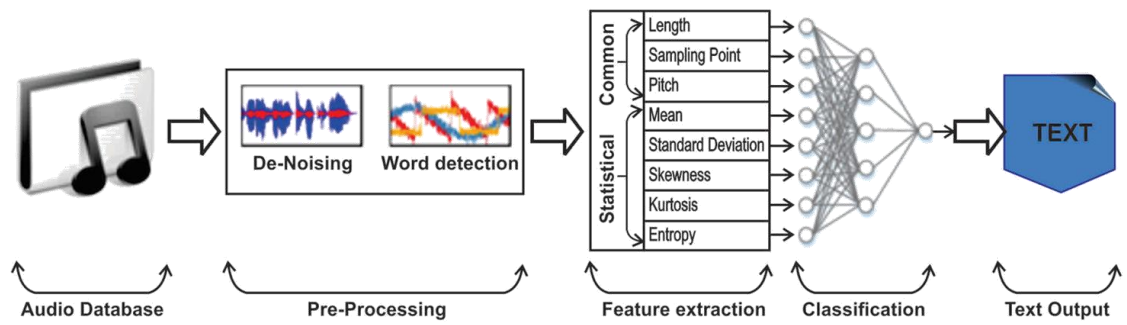 De-Noising
Word detection
Common
Statistical
Length
Sampling Point
Pitch
Mean
Standard Deviation
Skewness
Kurtosis
Entropy
TEXT
Audio Database
Pre-Processing
Feature extraction
Classification
Text Output